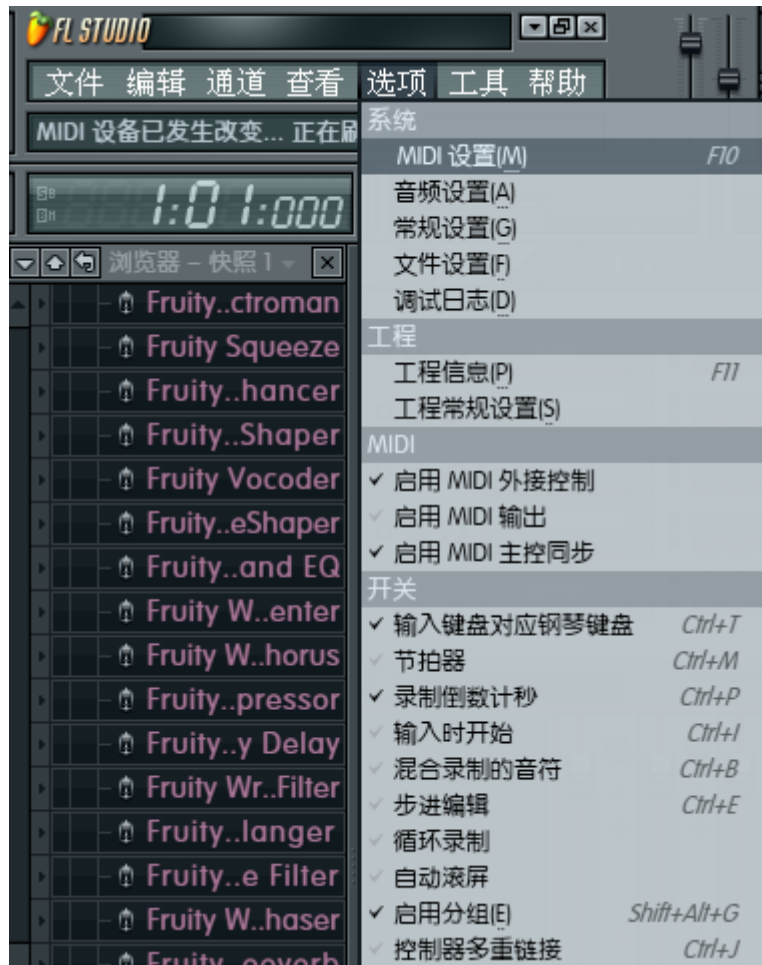 FL STUDIO
文件 编辑 通道 查看 选项 工具 帮助
MIDI 设备已发生改变... 正在刷
1:01:000
浏览器 – 快照 1
Fruity..ctroman
Fruity Squeeze
Fruity..hancer
Fruity..Shaper
Fruity Vocoder
Fruity..eShaper
Fruity..and EQ
Fruity W..enter
Fruity W..horus
Fruity..pressor
Fruity..y Delay
Fruity Wr..Filter
Fruity..langer
Fruity..e Filter
Fruity W..haser
系统
MIDI 设置(M) F10
音频设置(A)
常规设置(G)
文件设置(F)
调试日志(D)
工程
工程信息(P) F11
工程常规设置(S)
MIDI
启用 MIDI 外接控制
启用 MIDI 输出
启用 MIDI 主控同步
开关
输入键盘对应钢琴键盘 Ctrl+T
节拍器 Ctrl+M
录制倒数计秒 Ctrl+P
输入时开始 Ctrl+I
混合录制的音符 Ctrl+B
步进编辑 Ctrl+E
循环录制
自动滚屏
启用分组(E) Shift+Alt+G
控制器多重链接 Ctrl+J